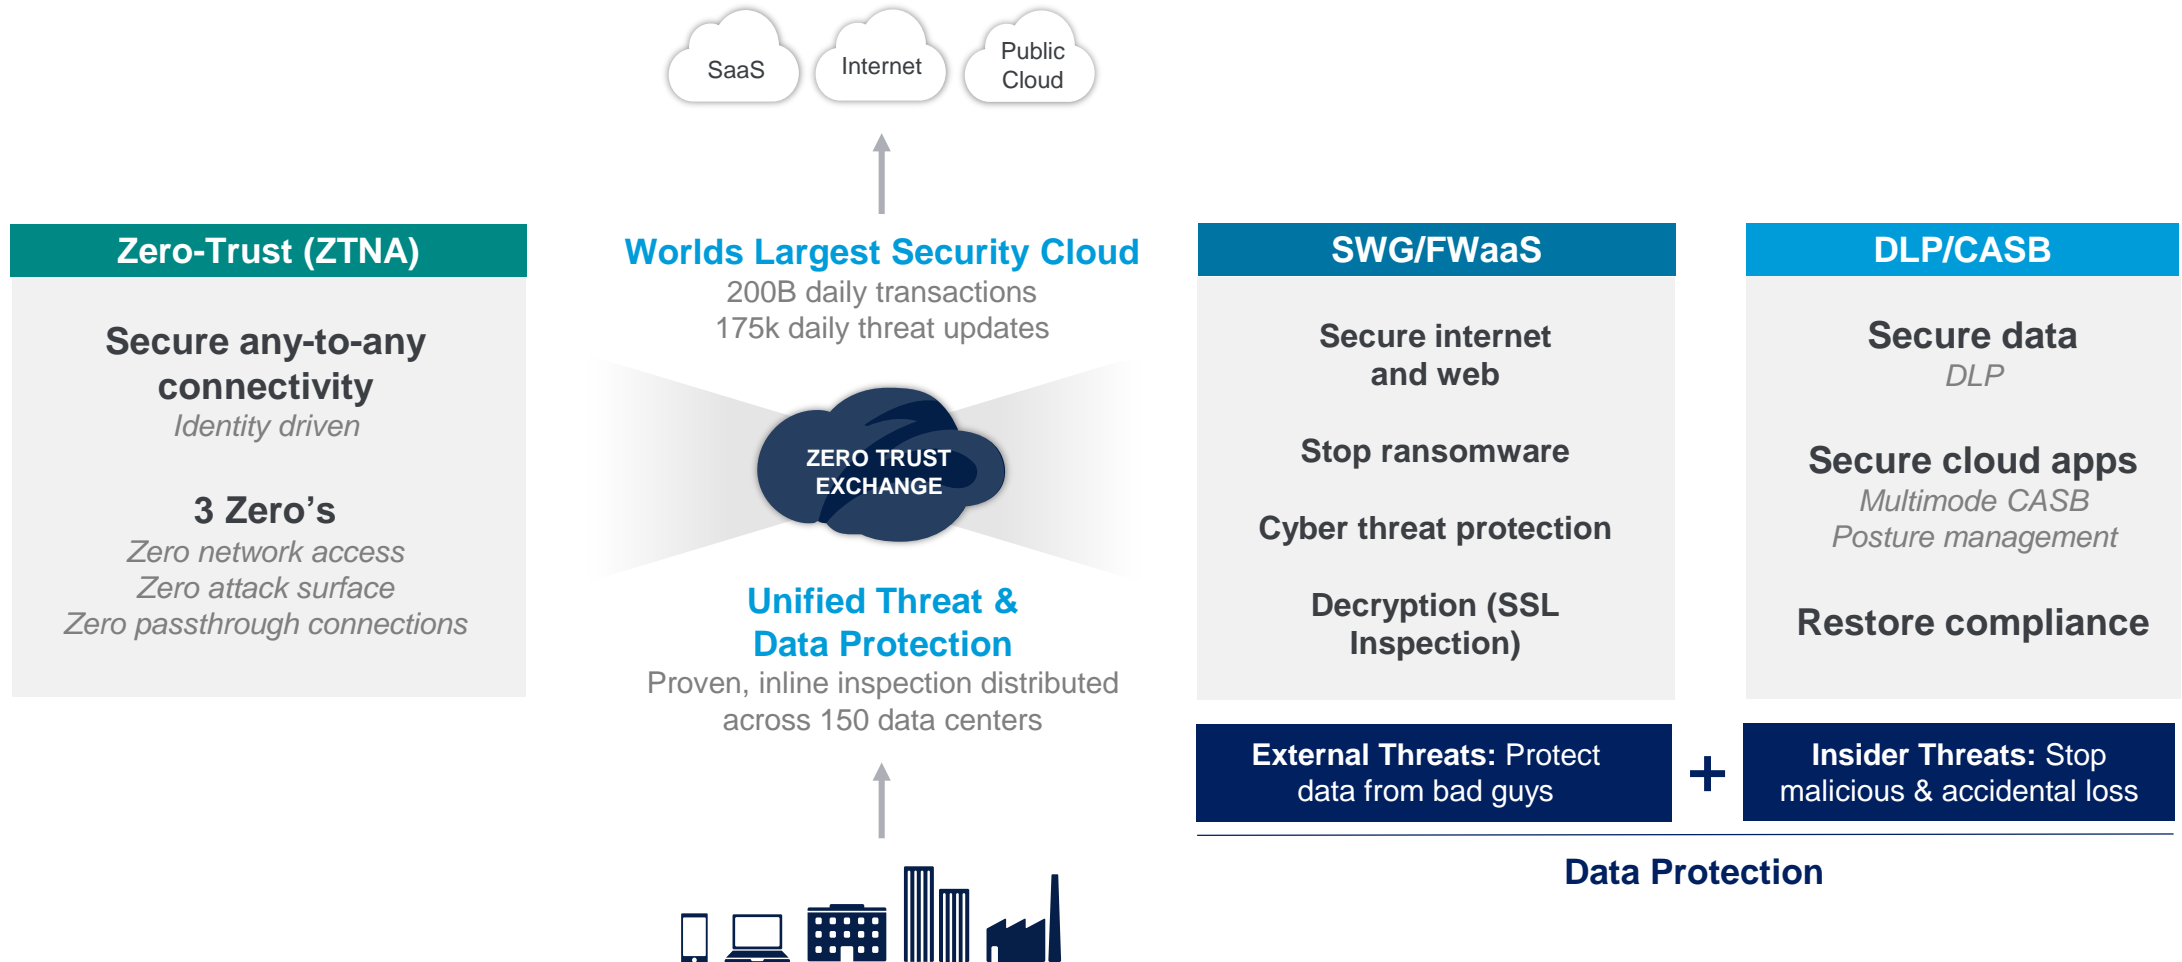 SaaS
Internet
Public
Cloud
Zero-Trust (ZTNA)
Secure any-to-any
connectivity
Identity driven
3 Zero’s
Zero network access
Zero attack surface
Zero passthrough connections
Worlds Largest Security Cloud
200B daily transactions
175k daily threat updates
ZERO TRUST
EXCHANGE
Unified Threat &
Data Protection
Proven, inline inspection distributed
across 150 data centers
SWG/FWaaS
Secure internet
and web
Stop ransomware
Cyber threat protection
Decryption (SSL
Inspection)
External Threats: Protect
data from bad guys
+
DLP/CASB
Secure data
DLP
Secure cloud apps
Multimode CASB
Posture management
Restore compliance
Insider Threats: Stop
malicious & accidental loss
Data Protection